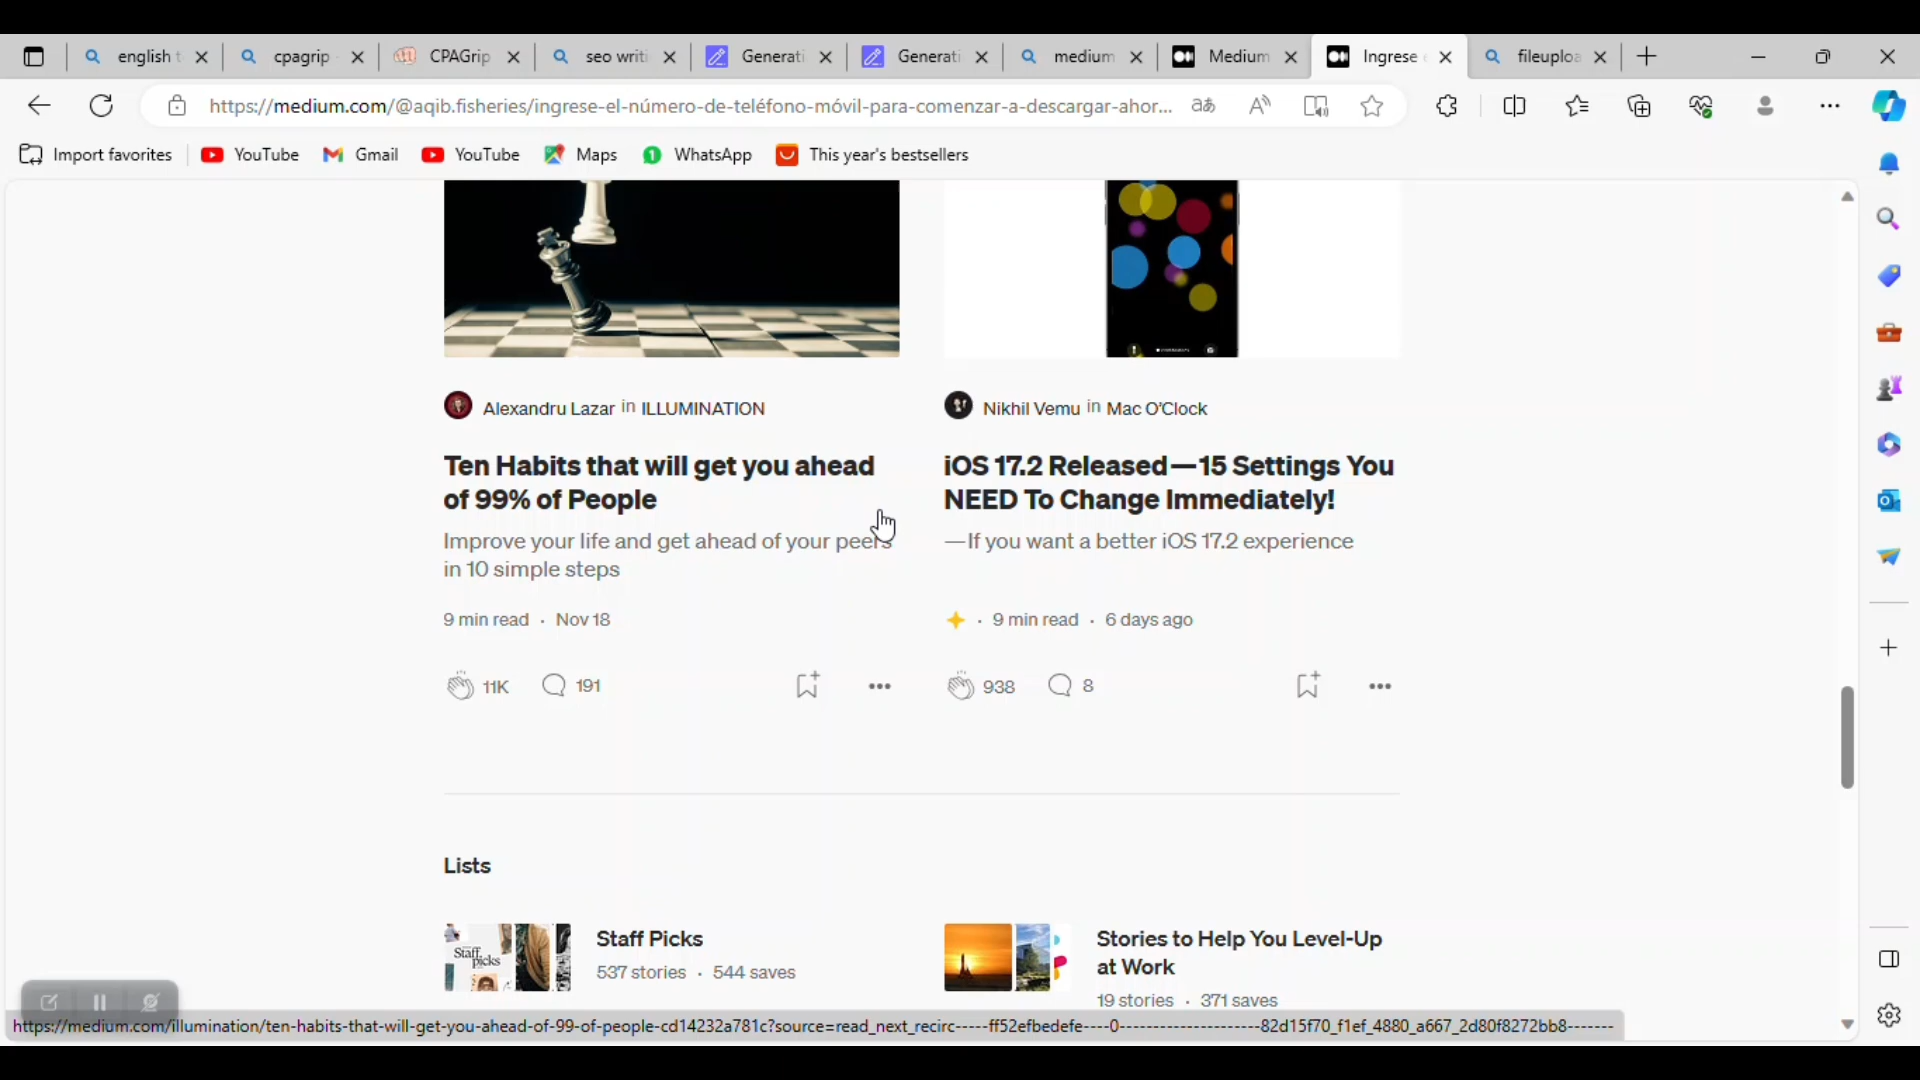 english t
cpagrip
CPAGrip
seo writi
Generati
Generati
medium
Medium
Ingrese
fileuploa
https://medium.com/@aqib.fisheries/ingrese-el-número-de-teléfono-móvil-para-comenzar-a-descargar-ahor...
Import favorites
YouTube
Gmail
YouTube
Maps
WhatsApp
This year's bestsellers
Alexandru Lazar in ILLUMINATION
Ten Habits that will get you ahead
of 99% of People
Improve your life and get ahead of your peers
in 10 simple steps
9 min read · Nov 18
11K 191
Nikhil Vemu in Mac O'Clock
iOS 17.2 Released—15 Settings You
NEED To Change Immediately!
—If you want a better iOS 17.2 experience
· 9 min read · 6 days ago
938 8
Lists
Staff picks
Staff Picks
537 stories · 544 saves
Stories to Help You Level-Up
at Work
19 stories · 371 saves
https://medium.com/illumination/ten-habits-that-will-get-you-ahead-of-99-of-people-cd14232a781c?source=read_next_recirc-----ff52efbedefe----0---------------------82d15f70_f1ef_4880_a667_2d80f8272bb8-------